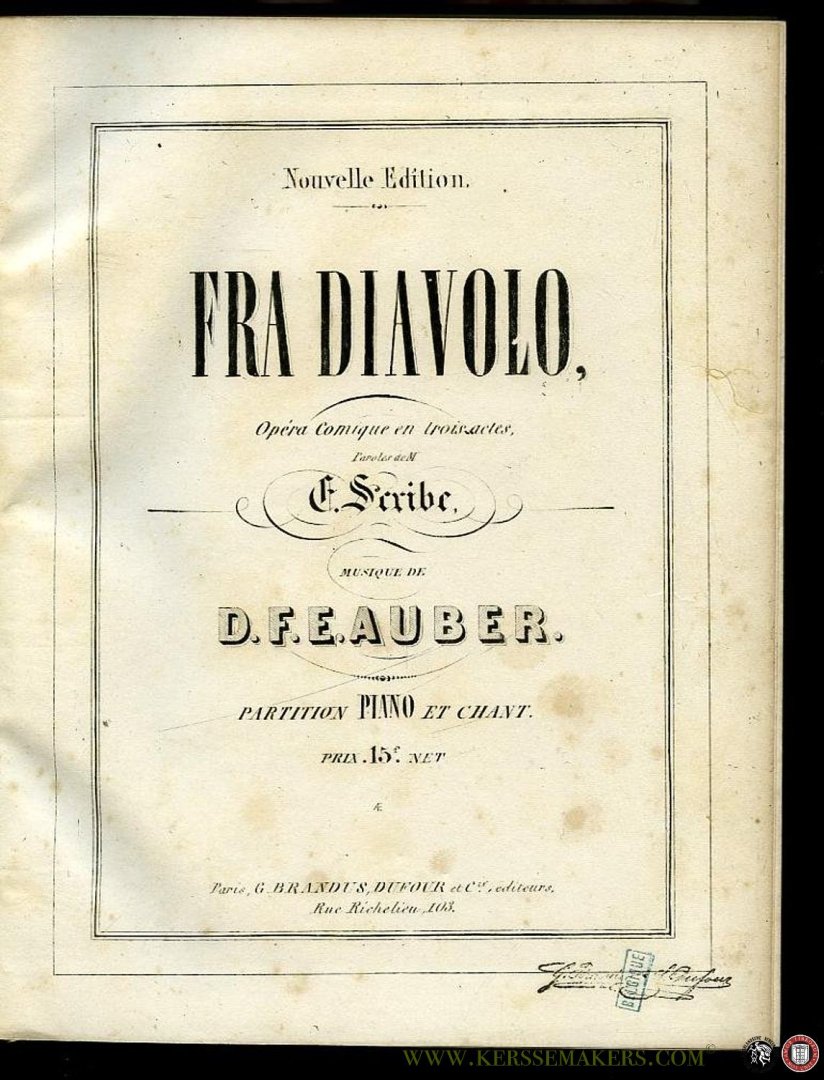 Nouvelle Edition.
FRA DIAVOLO,
Opéra Comique en trois actes,
Paroles de M
E. Scribe,
MUSIQUE DE
D. F. E. AUBER.
PARTITION PIANO ET CHANT.
PRIX .15f. NET
Æ
Paris, G. BRANDUS, DUFOUR et Cie, éditeurs,
Rue Richelieu, 103.
BELGIQUE
WWW.KERSSEMAKERS.COM